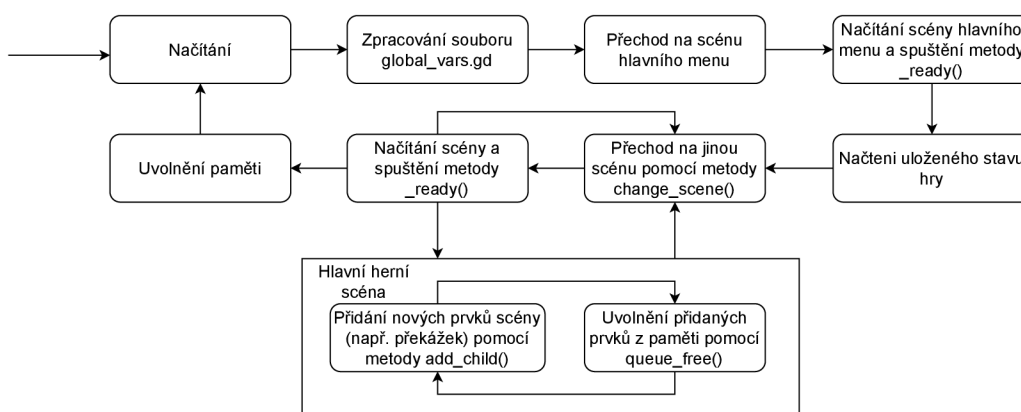 Načítání
Zpracování souboru
global_vars.gd
Přechod na scénu
hlavního menu
Načítání scény hlavního
menu a spuštění metody
_ready()
Uvolnění paměti
Načítání scény a
spuštění metody
_ready()
Přechod na jinou
scénu pomocí metody
change_scene()
Načteni uloženého stavu
hry
Hlavní herní
scéna
Přidání nových prvků scény
(např. překážek) pomocí
metody add_child()
Uvolnění přidaných
prvků z paměti pomocí
queue_free()